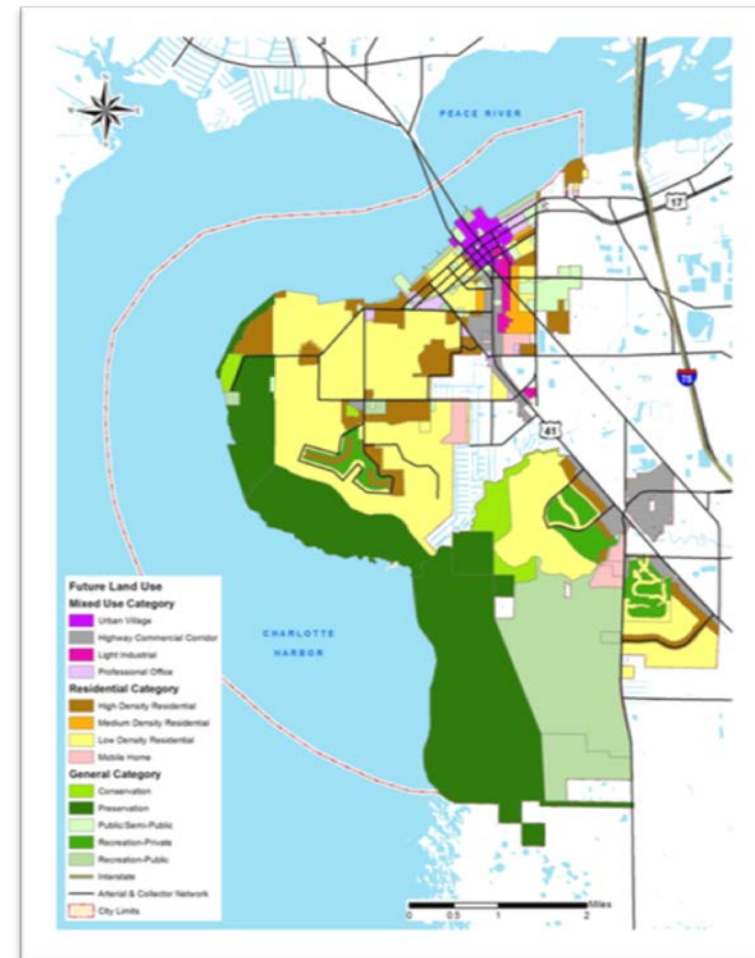 N
W
E
S
PEACE RIVER
17
75
41
CHARLOTTE
HARBOR
Future Land Use
Mixed Use Category
Urban Village
Highway Commercial Corridor
Light Industrial
Professional Office
Residential Category
High Density Residential
Medium Density Residential
Low Density Residential
Mobile Home
General Category
Conservation
Preservation
Public/Semi-Public
Recreation-Private
Recreation-Public
Interstate
Arterial & Collector Network
City Limits
Miles
0 0.5 1 2